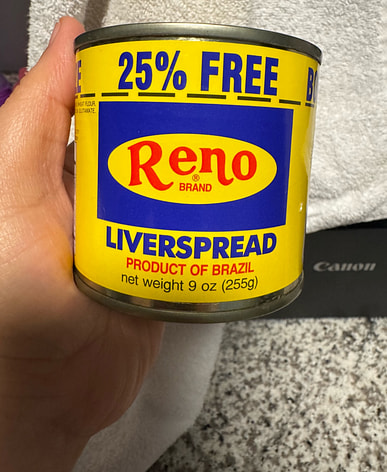 25% FREE
Reno
®
BRAND
LIVERSPREAD
PRODUCT OF BRAZIL
net weight 9 oz (255g)
Canon